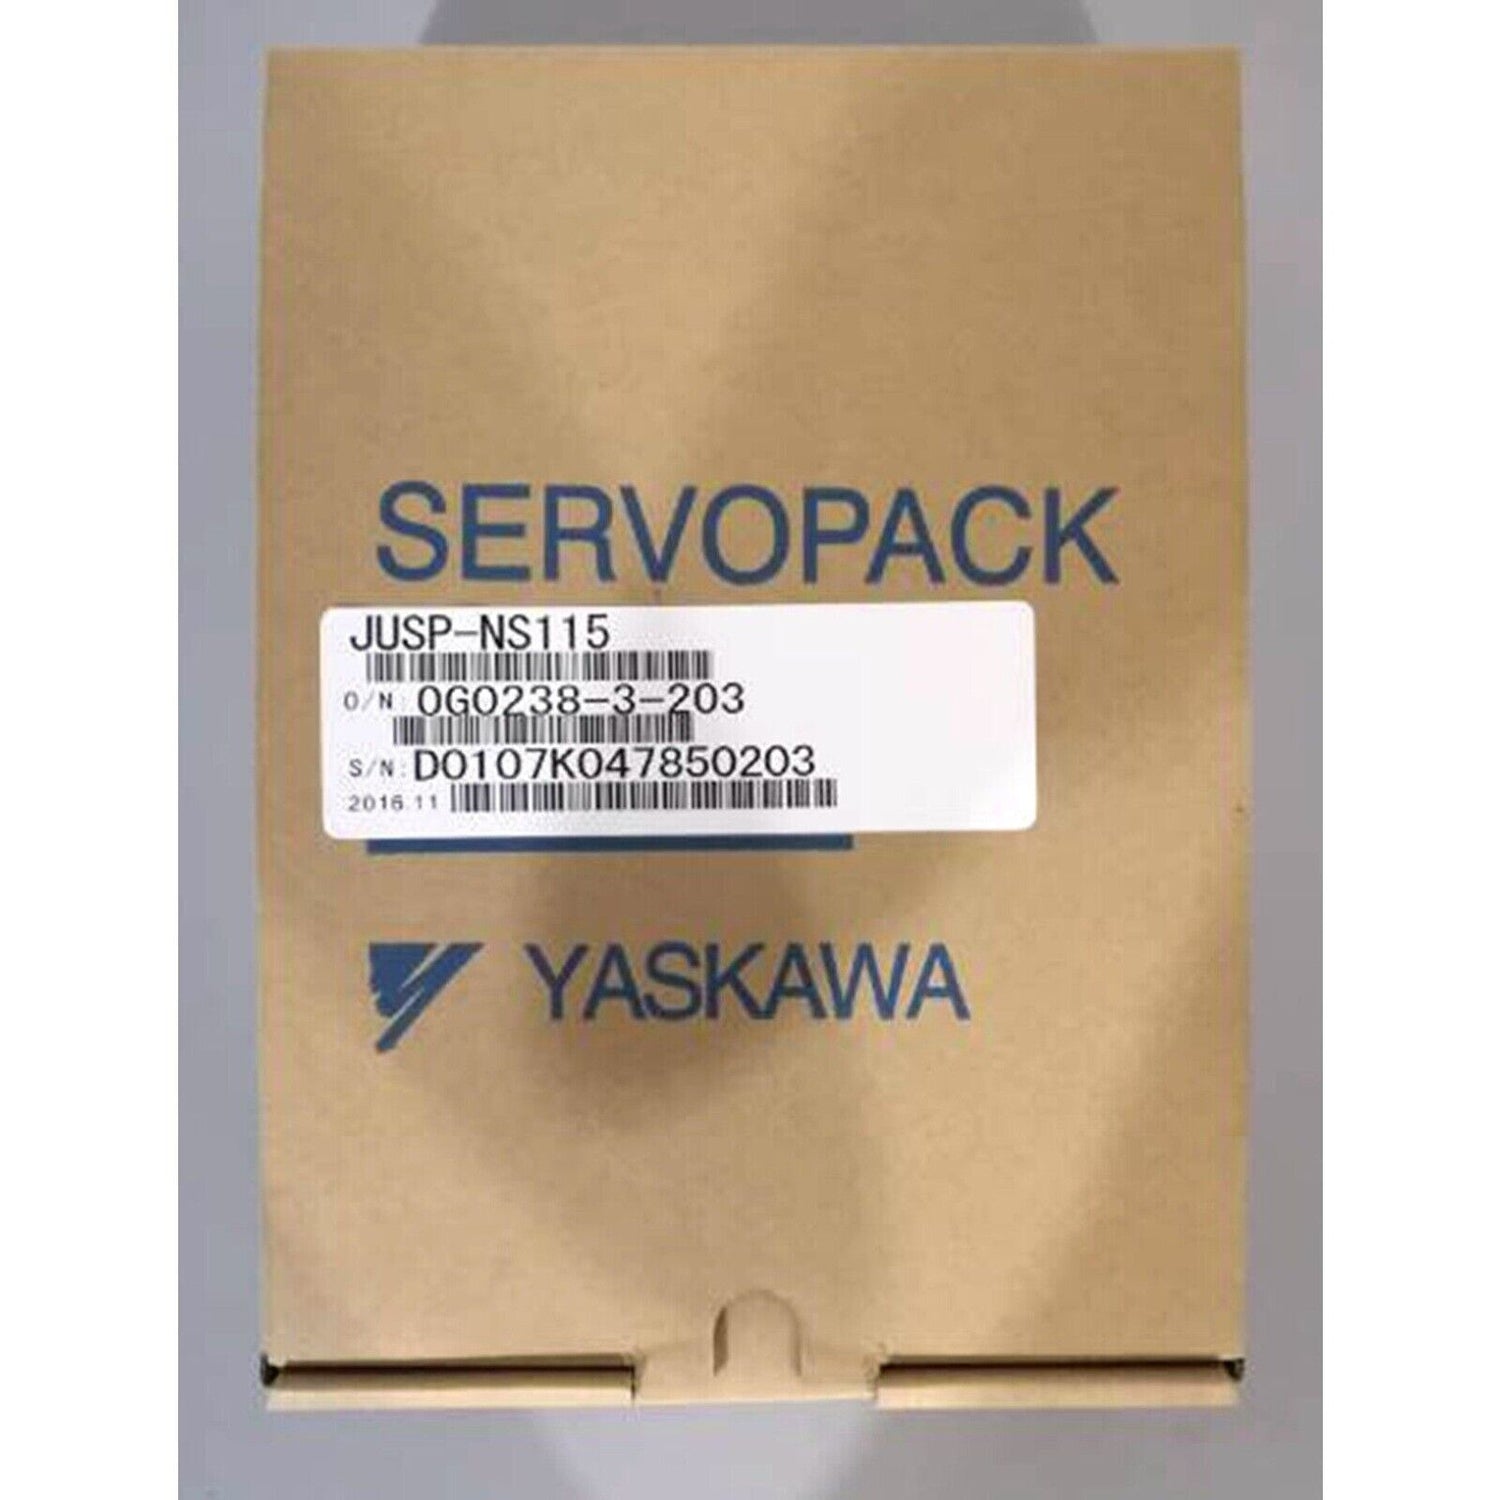 SERVOPACK
JUSP-NS115
O/N: 0G0238-3-203
S/N: D0107K047850203
2016.11
YASKAWA